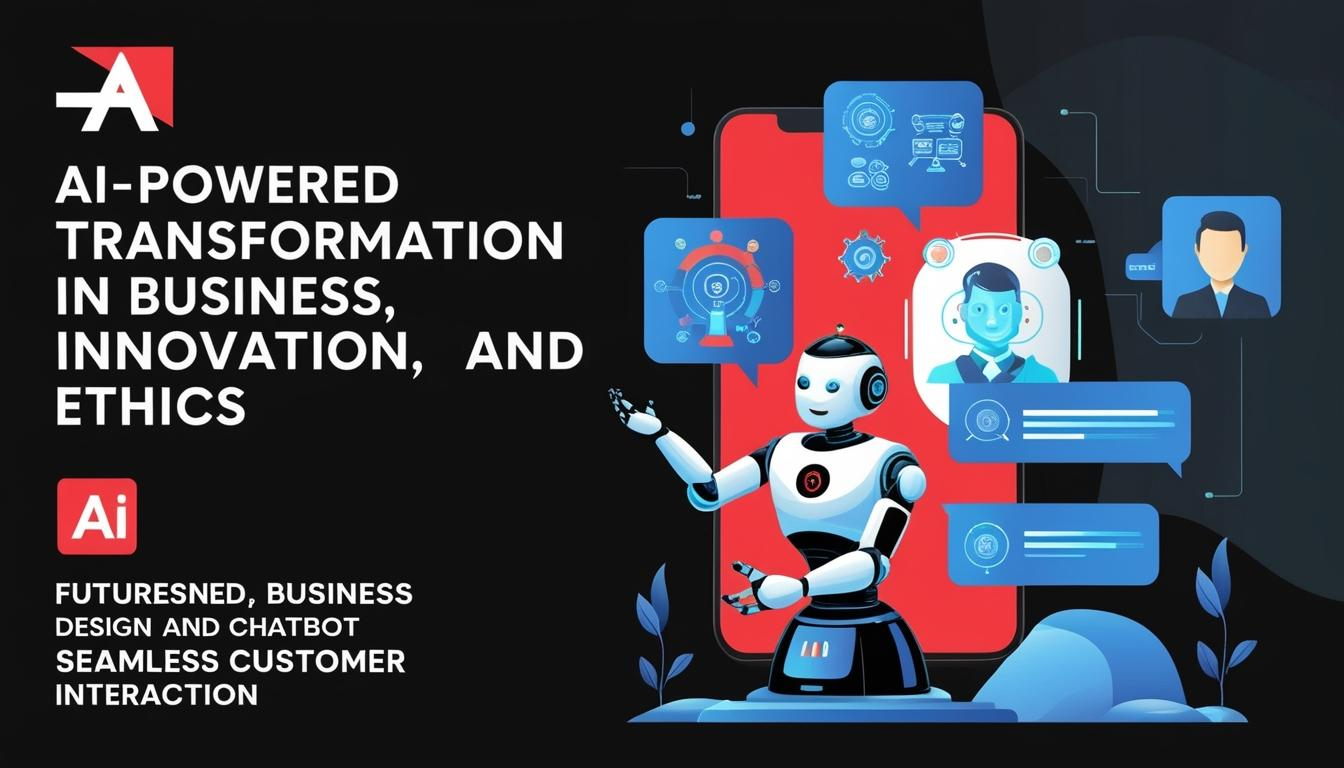 A
AI-POWERED
TRANSFORMATION
IN BUSINESS,
INNOVATION, AND
ETHICS
Ai
FUTURESNED, BUSINESS
DESIGN AND CHATBOT
SEAMLESS CUSTOMER
INTERACTION